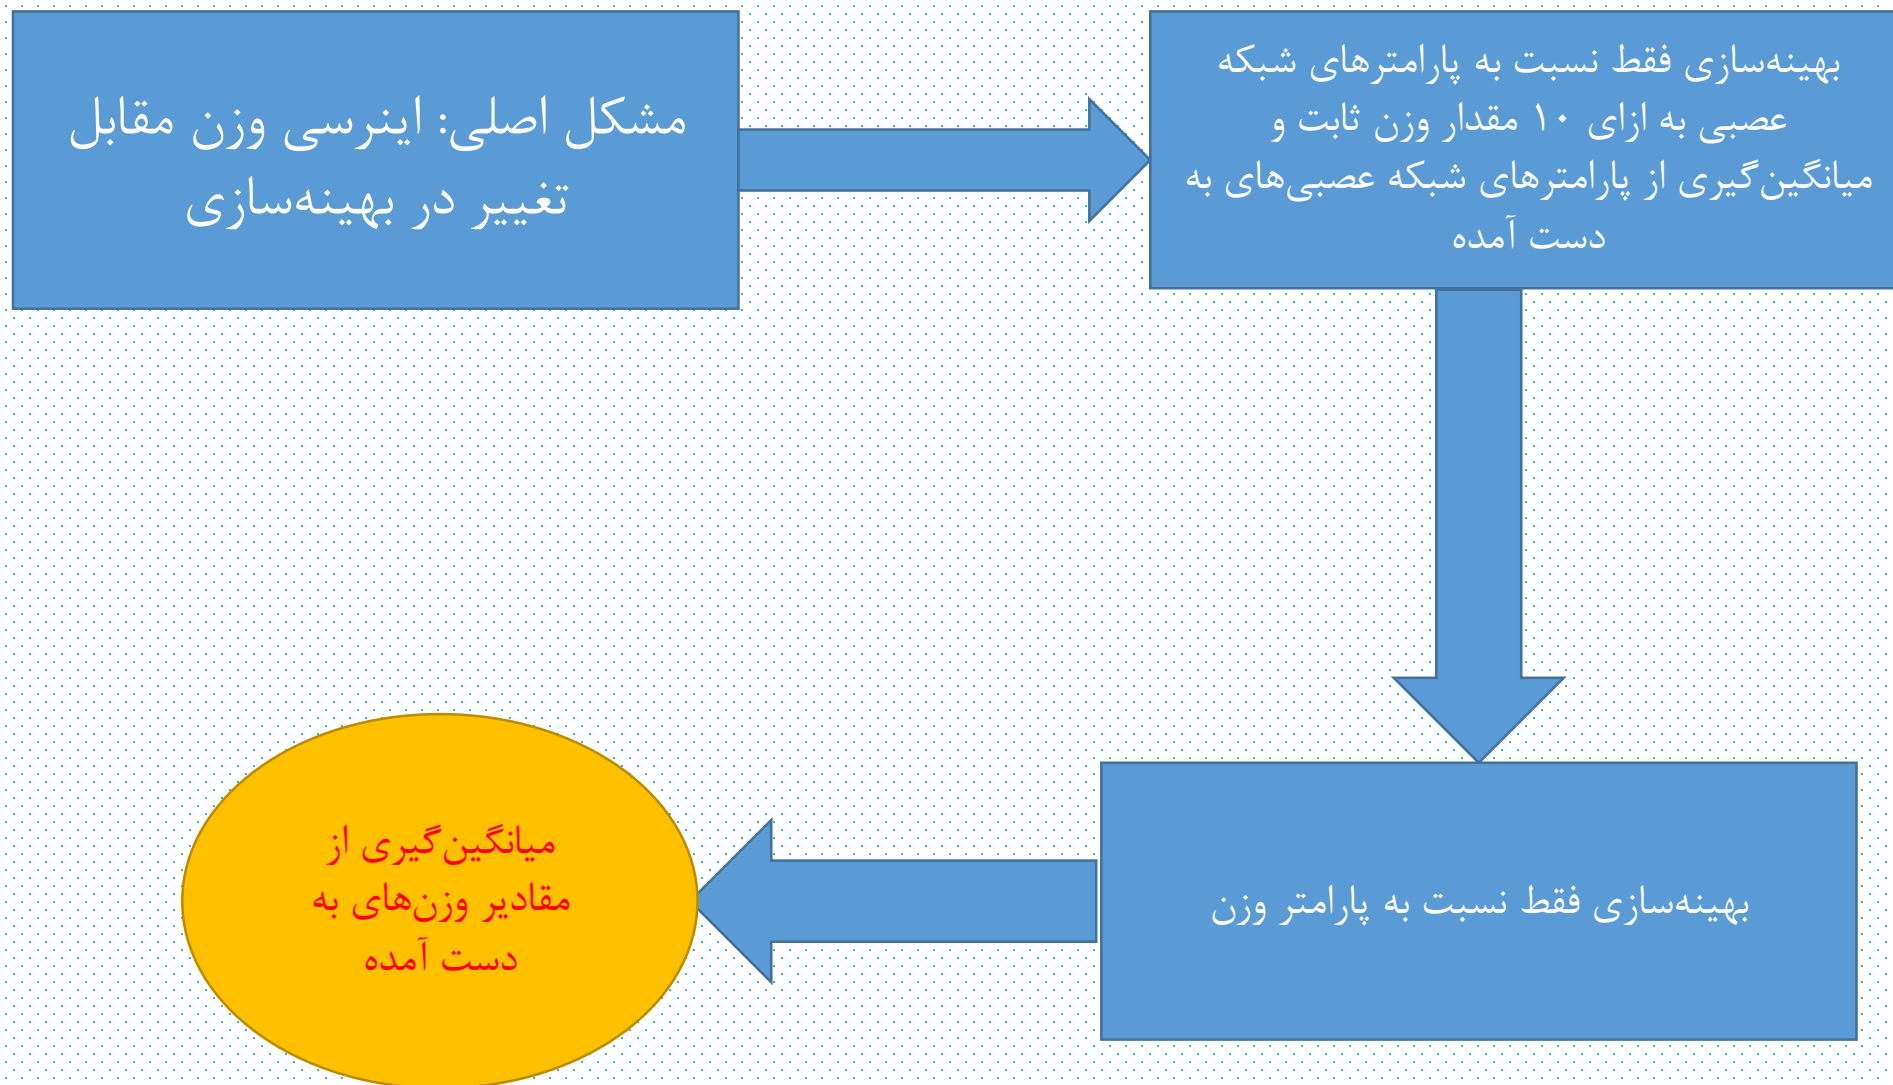 مشکل اصلی: اینرسی وزن مقابل
تغییر در بهینه‌سازی
بهینه‌سازی فقط نسبت به پارامترهای شبکه
عصبی به ازای ۱۰ مقدار وزن ثابت و
میانگین‌گیری از پارامترهای شبکه عصبی‌های به
دست آمده
بهینه‌سازی فقط نسبت به پارامتر وزن
میانگین‌گیری از
مقادیر وزن‌های به
دست آمده